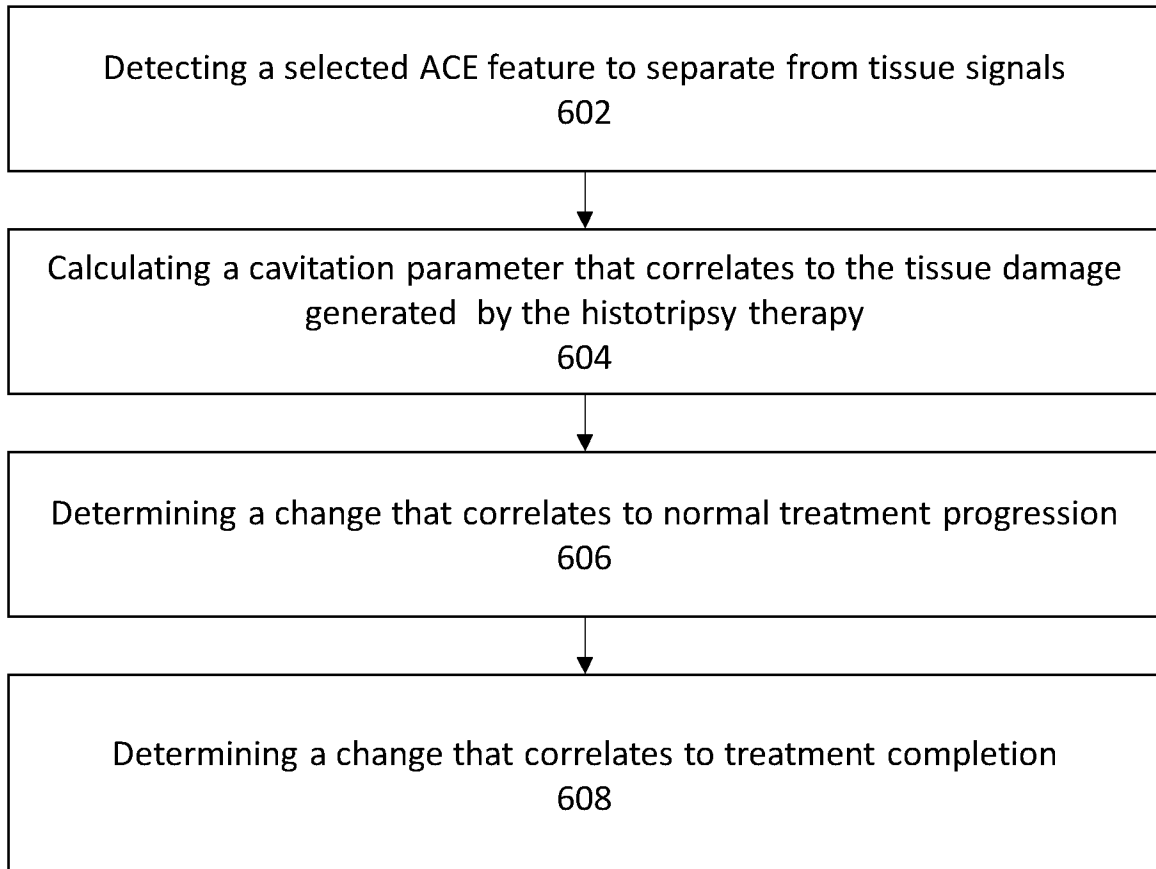 Detecting a selected ACE feature to separate from tissue signals
602
Calculating a cavitation parameter that correlates to the tissue damage
generated by the histotripsy therapy
604
Determining a change that correlates to normal treatment progression
606
Determining a change that correlates to treatment completion
608